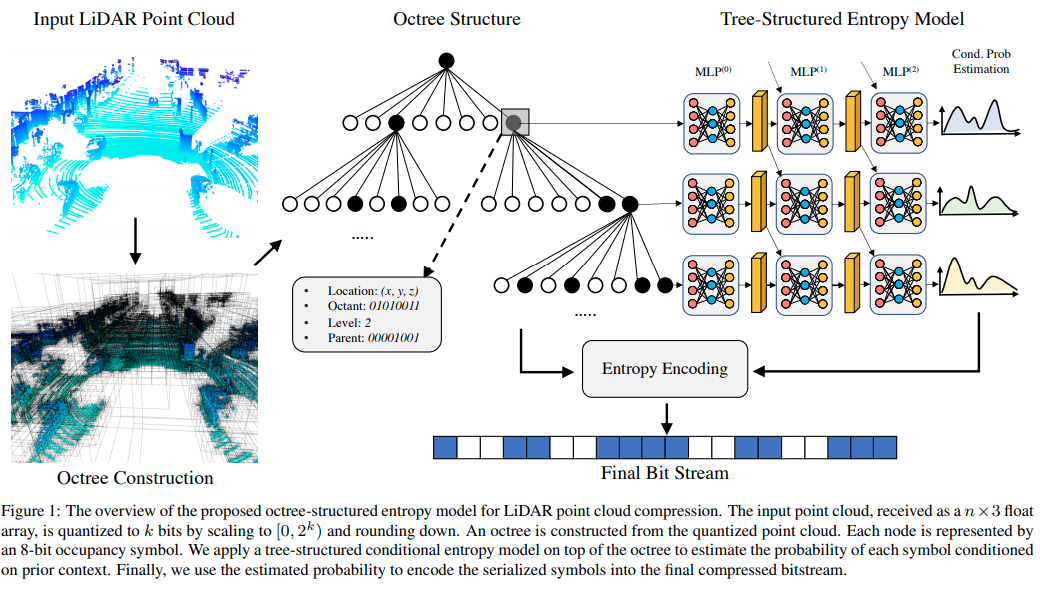 Input LiDAR Point Cloud
Octree Structure
Tree-Structured Entropy Model
MLP(0)
MLP(1)
MLP(2)
Cond. Prob
Estimation
.....
• Location: (x, y, z)
• Octant: 01010011
• Level: 2
• Parent: 00001001
.....
Entropy Encoding
Octree Construction
Final Bit Stream
Figure 1: The overview of the proposed octree-structured entropy model for LiDAR point cloud compression. The input point cloud, received as a n×3 float
array, is quantized to k bits by scaling to [0, 2^k) and rounding down. An octree is constructed from the quantized point cloud. Each node is represented by
an 8-bit occupancy symbol. We apply a tree-structured conditional entropy model on top of the octree to estimate the probability of each symbol conditioned
on prior context. Finally, we use the estimated probability to encode the serialized symbols into the final compressed bitstream.